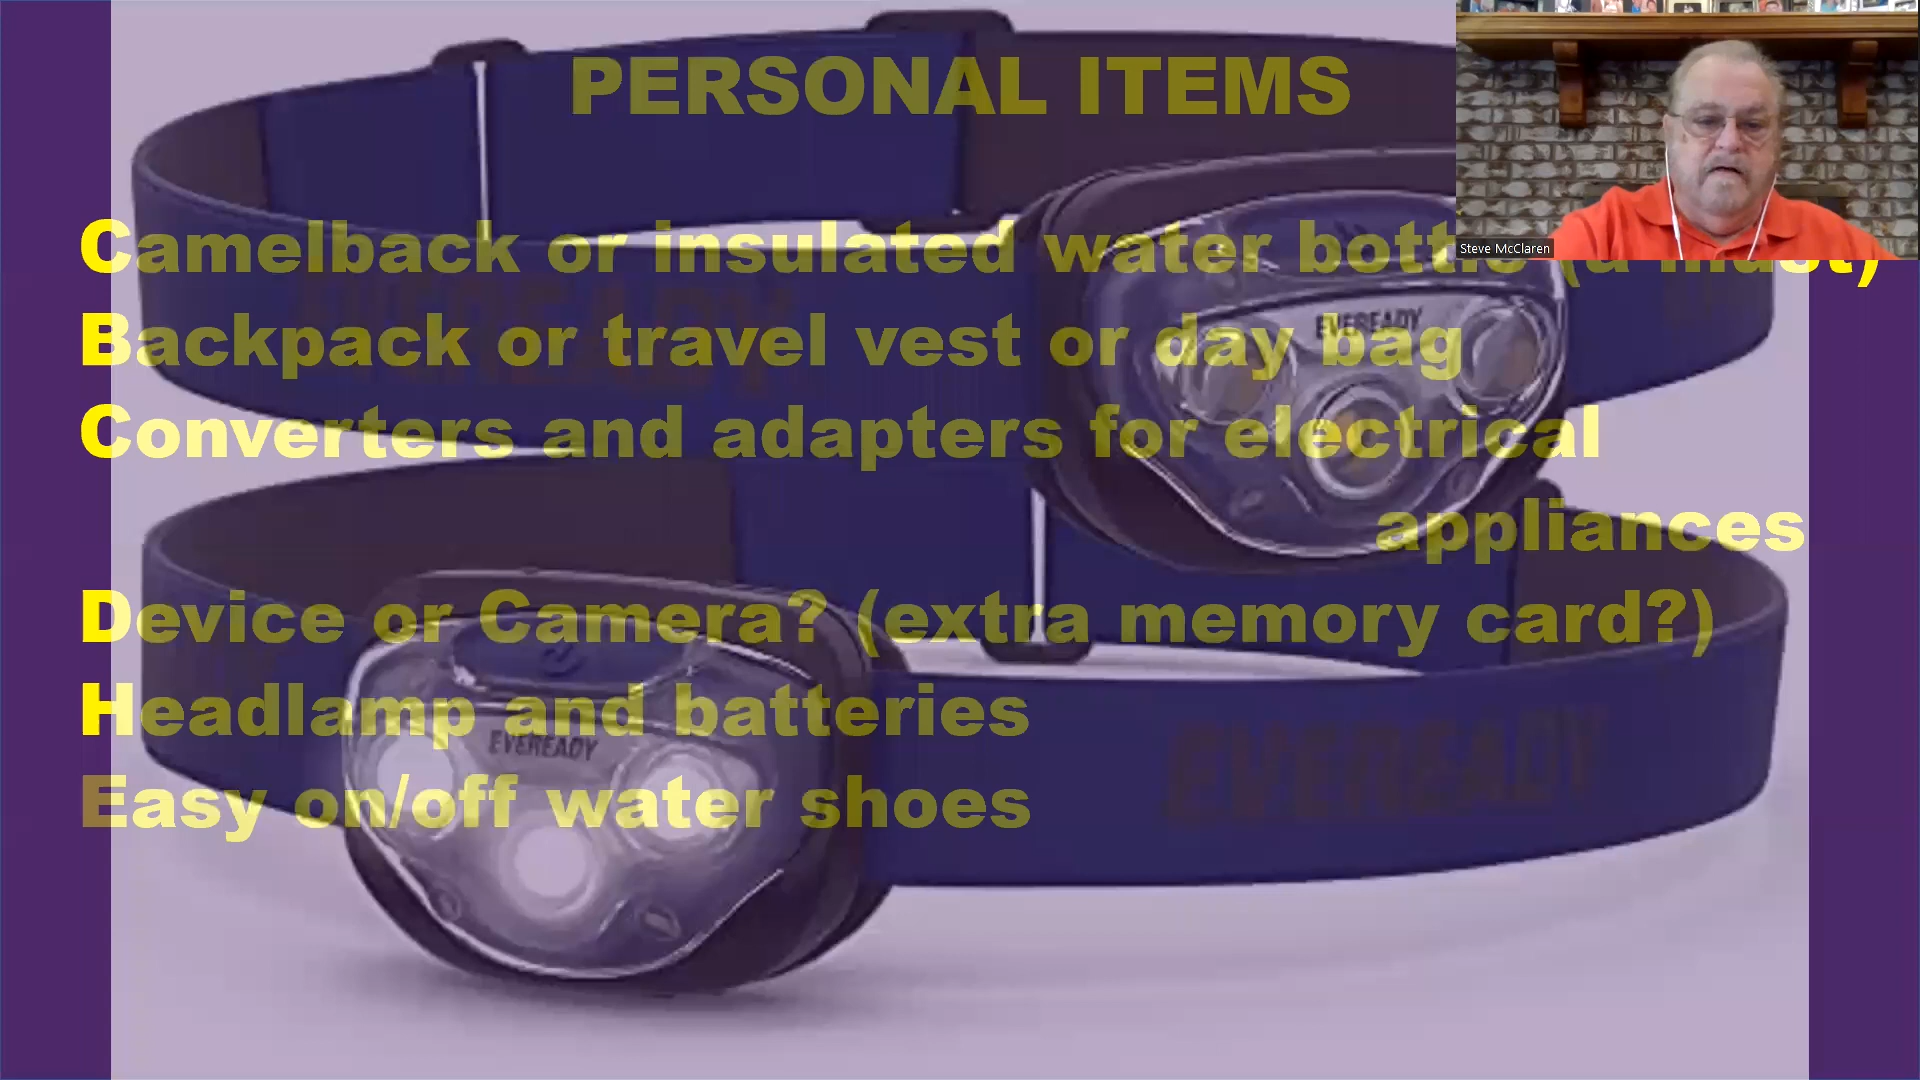 PERSONAL ITEMS
Camelback or insulated water bottle (a must)
Steve McClaren
Backpack or travel vest or day bag
EVEREADY
Converters and adapters for electrical
appliances
Device or Camera? (extra memory card?)
Headlamp and batteries
EVEREADY
EVEREADY
Easy on/off water shoes